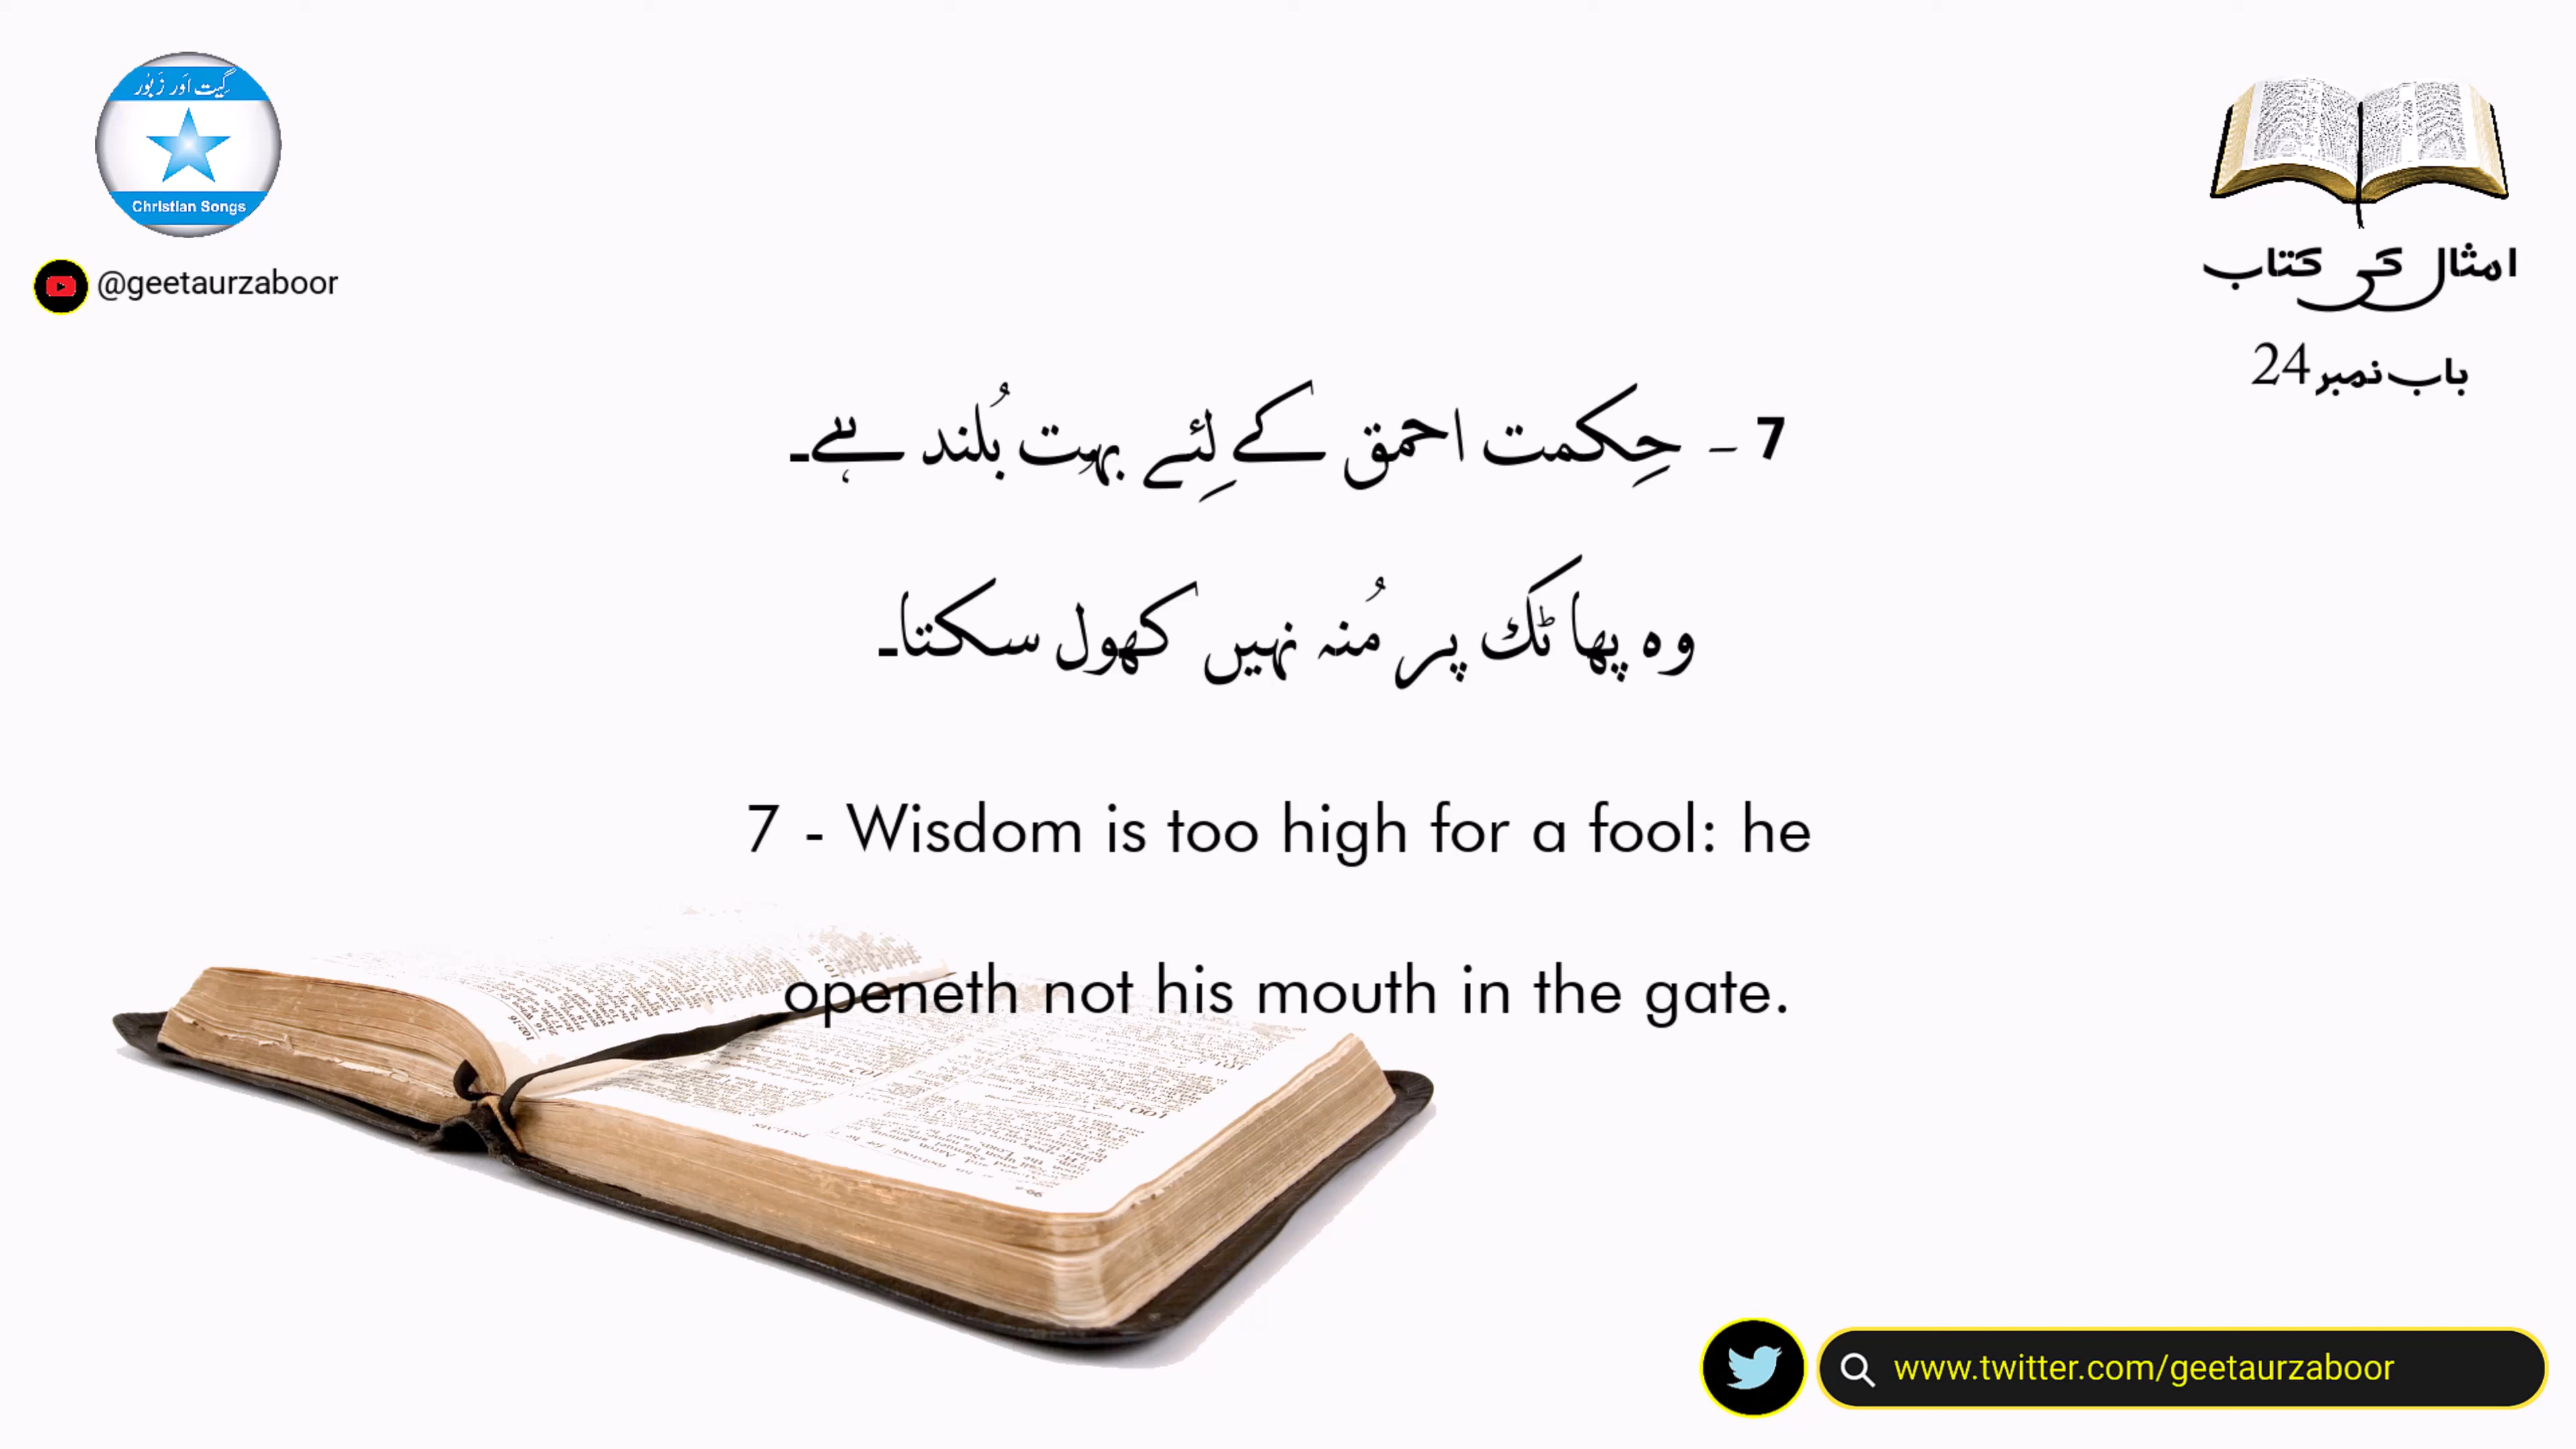 گیت اَور زبُور
Christian Songs
@geetaurzaboor
امثال کی کتاب
باب نمبر 24
7 ۔ حِکمت احمق کے لِئے بہت بُلند ہے۔
وہ پھاٹک پر مُنہ نہیں کھول سکتا۔
7 - Wisdom is too high for a fool: he
openeth not his mouth in the gate.
www.twitter.com/geetaurzaboor